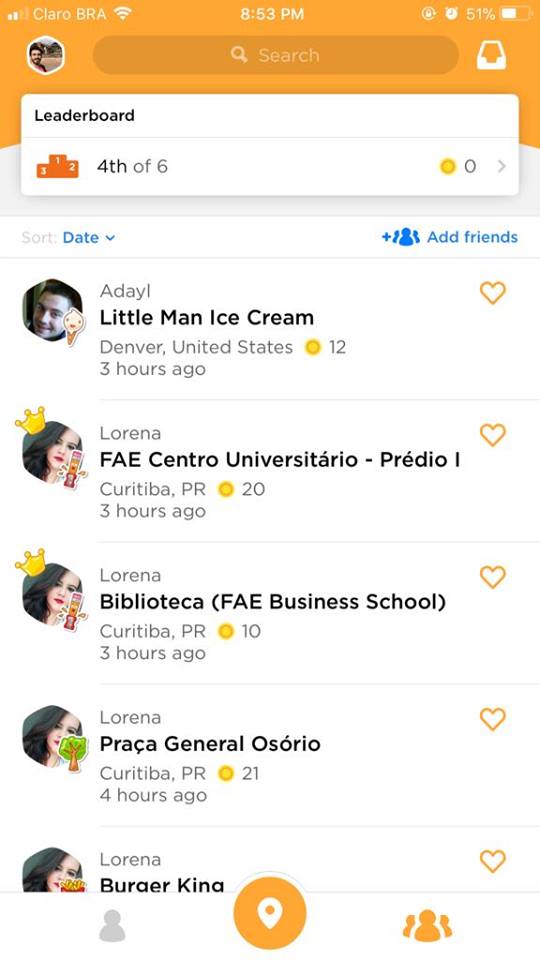 Claro BRA 8:53 PM 51%
Search
Leaderboard
3 1 2 4th of 6 0
Sort: Date Add friends
Adayl
Little Man Ice Cream
Denver, United States 12
3 hours ago
Lorena
FAE Centro Universitário - Prédio I
Curitiba, PR 20
3 hours ago
Lorena
Biblioteca (FAE Business School)
Curitiba, PR 10
3 hours ago
Lorena
Praça General Osório
Curitiba, PR 21
4 hours ago
Lorena
Burger King